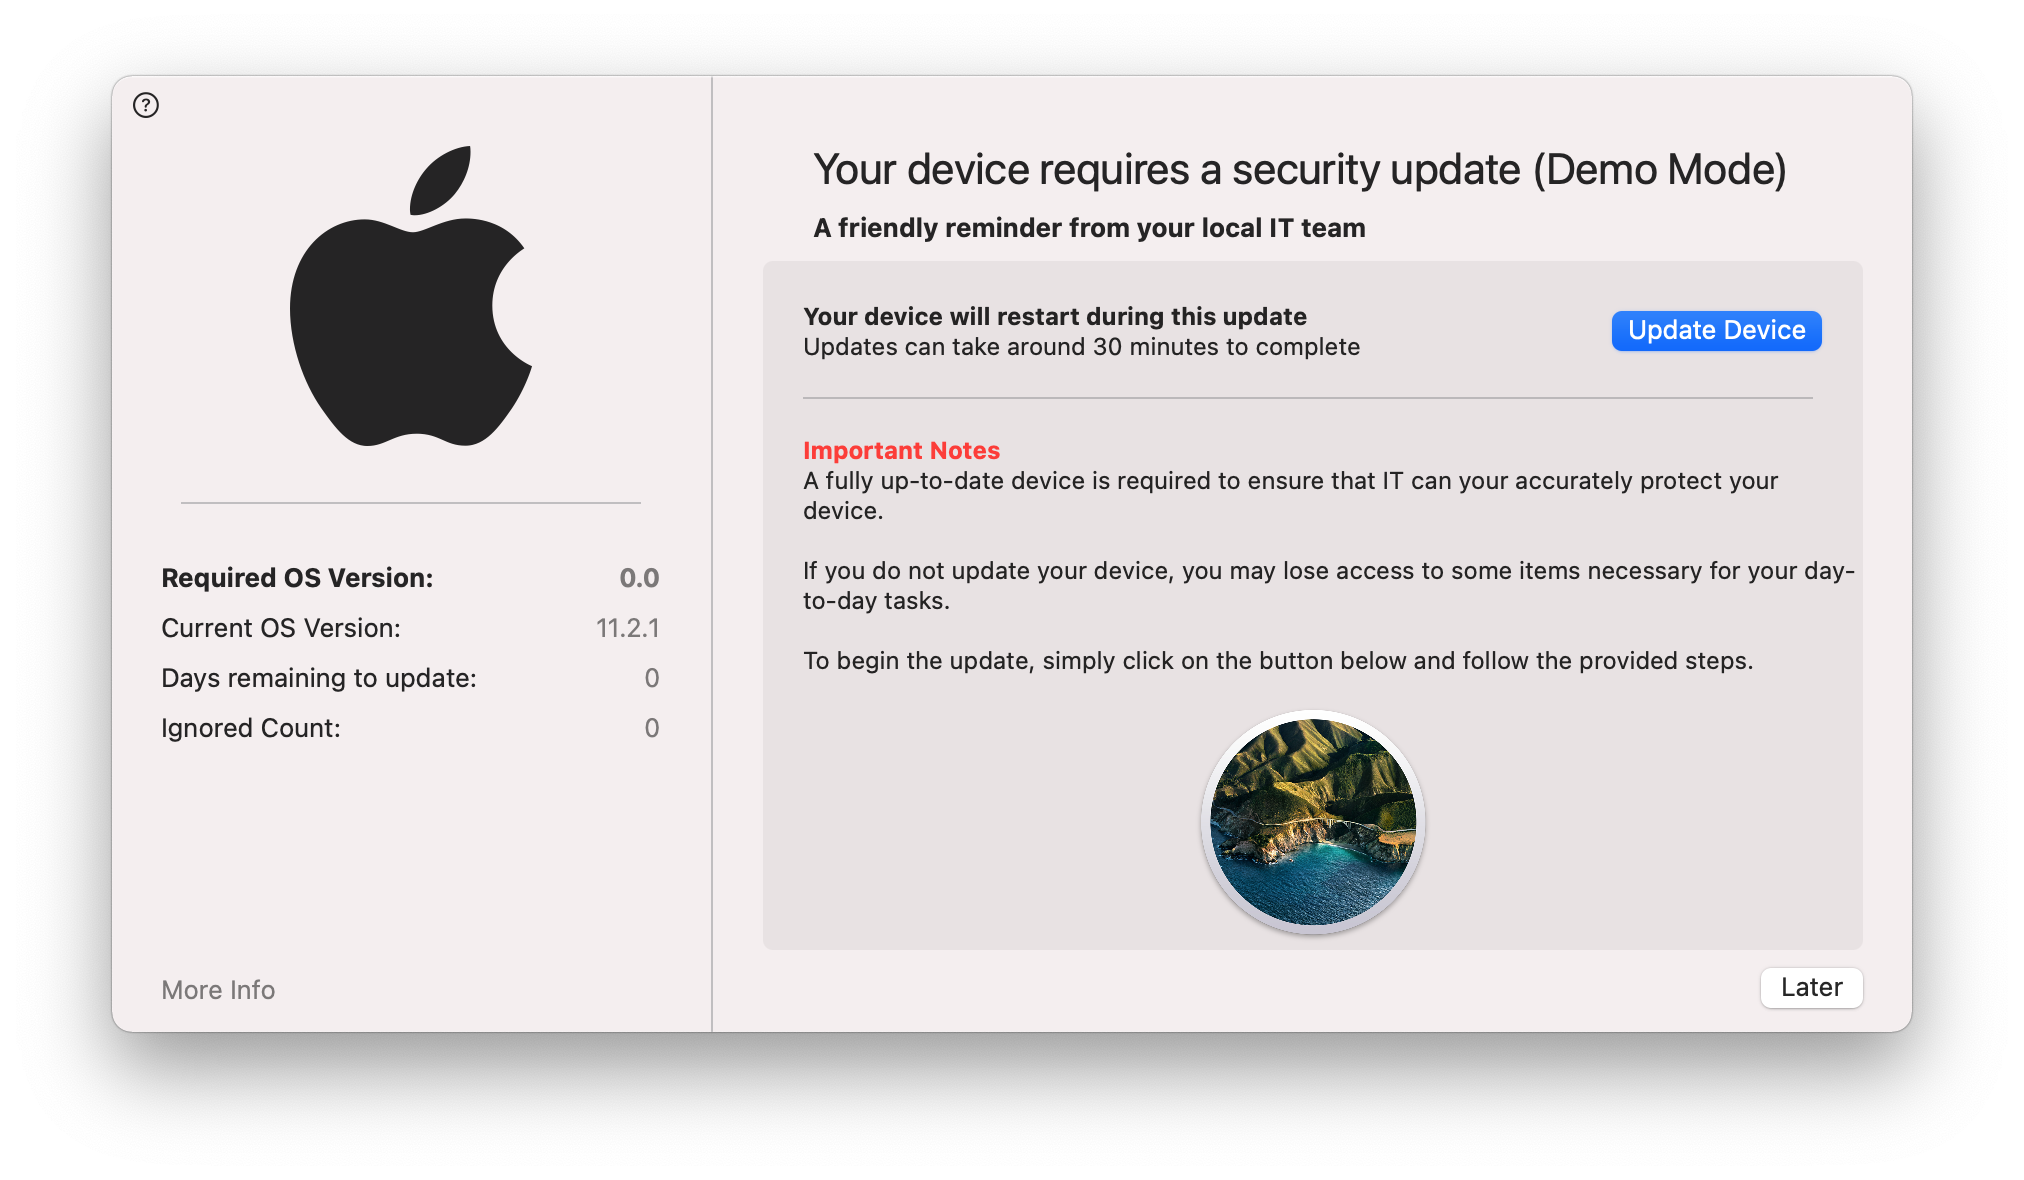 ?
Your device requires a security update (Demo Mode)
A friendly reminder from your local IT team
Your device will restart during this update
Updates can take around 30 minutes to complete
Update Device
Important Notes
A fully up-to-date device is required to ensure that IT can your accurately protect your
device.
If you do not update your device, you may lose access to some items necessary for your day-
to-day tasks.
To begin the update, simply click on the button below and follow the provided steps.
Required OS Version: 0.0
Current OS Version: 11.2.1
Days remaining to update: 0
Ignored Count: 0
More Info
Later